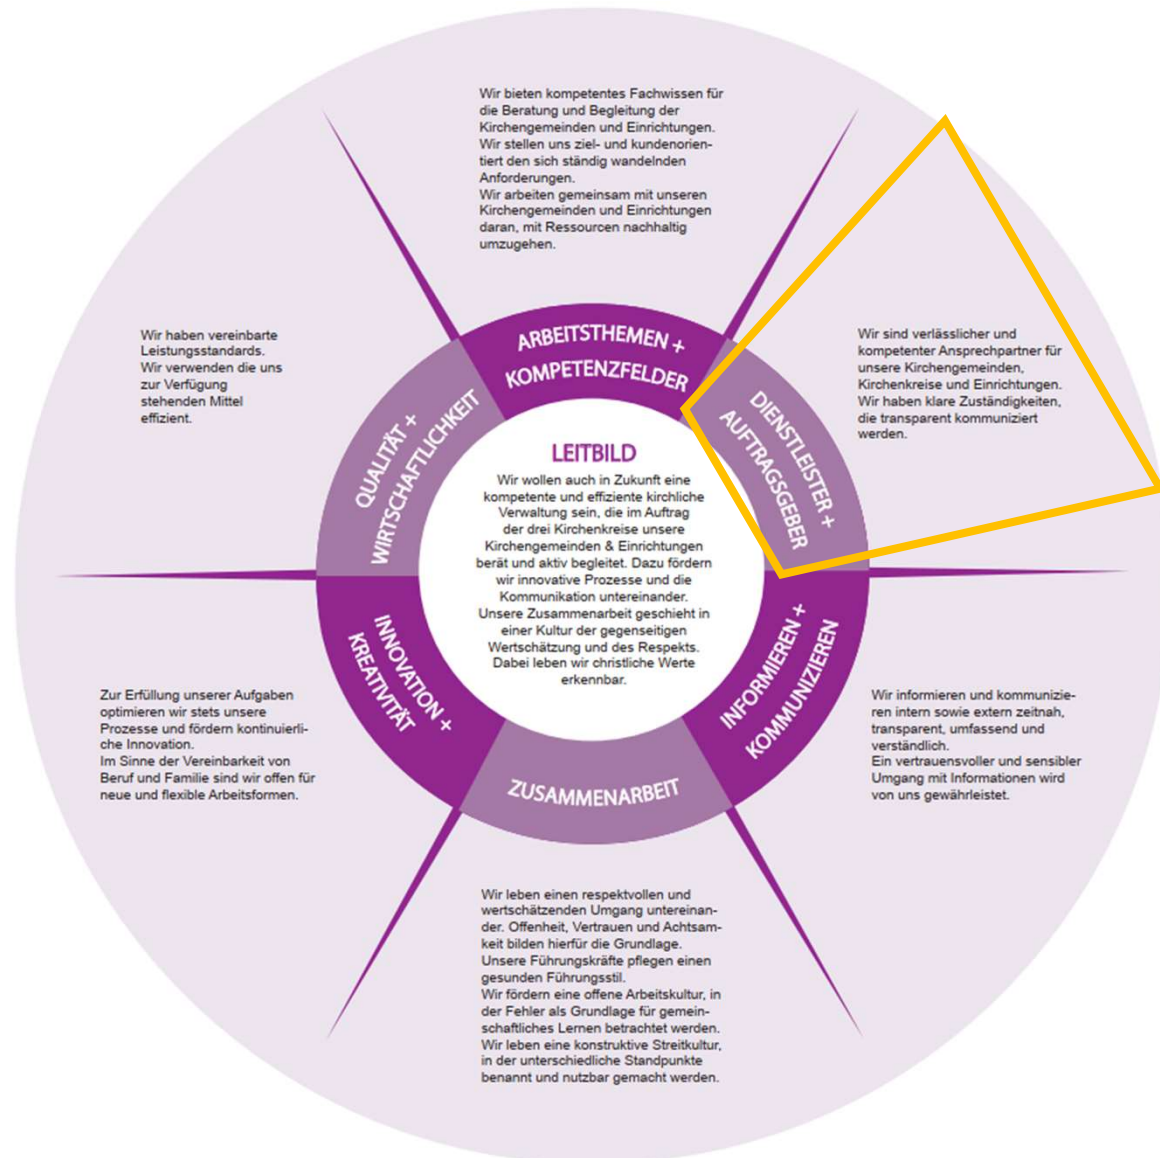 Wir bieten kompetentes Fachwissen für
die Beratung und Begleitung der
Kirchengemeinden und Einrichtungen.
Wir stellen uns ziel- und kundenorien-
tiert den sich ständig wandelnden
Anforderungen.
Wir arbeiten gemeinsam mit unseren
Kirchengemeinden und Einrichtungen
daran, mit Ressourcen nachhaltig
umzugehen.
ARBEITSTHEMEN +
KOMPETENZFELDER
Wir sind verlässlicher und
kompetenter Ansprechpartner für
unsere Kirchengemeinden,
Kirchenkreise und Einrichtungen.
Wir haben klare Zuständigkeiten,
die transparent kommuniziert
werden.
DIENSTLEISTER +
AUFTRAGSGEBER
Wir informieren und kommunizie-
ren intern sowie extern zeitnah,
transparent, umfassend und
verständlich.
Ein vertrauensvoller und sensibler
Umgang mit Informationen wird
von uns gewährleistet.
INFORMIEREN +
KOMMUNIZIEREN
ZUSAMMENARBEIT
Wir leben einen respektvollen und
wertschätzenden Umgang untereinan-
der. Offenheit, Vertrauen und Achtsam-
keit bilden hierfür die Grundlage.
Unsere Führungskräfte pflegen einen
gesunden Führungsstil.
Wir fördern eine offene Arbeitskultur, in
der Fehler als Grundlage für gemein-
schaftliches Lernen betrachtet werden.
Wir leben eine konstruktive Streitkultur,
in der unterschiedliche Standpunkte
benannt und nutzbar gemacht werden.
INNOVATION +
KREATIVITÄT
Zur Erfüllung unserer Aufgaben
optimieren wir stets unsere
Prozesse und fördern kontinuierli-
che Innovation.
Im Sinne der Vereinbarkeit von
Beruf und Familie sind wir offen für
neue und flexible Arbeitsformen.
QUALITÄT +
WIRTSCHAFTLICHKEIT
Wir haben vereinbarte
Leistungsstandards.
Wir verwenden die uns
zur Verfügung
stehenden Mittel
effizient.
LEITBILD
Wir wollen auch in Zukunft eine
kompetente und effiziente kirchliche
Verwaltung sein, die im Auftrag
der drei Kirchenkreise unsere
Kirchengemeinden & Einrichtungen
berät und aktiv begleitet. Dazu fördern
wir innovative Prozesse und die
Kommunikation untereinander.
Unsere Zusammenarbeit geschieht in
einer Kultur der gegenseitigen
Wertschätzung und des Respekts.
Dabei leben wir christliche Werte
erkennbar.